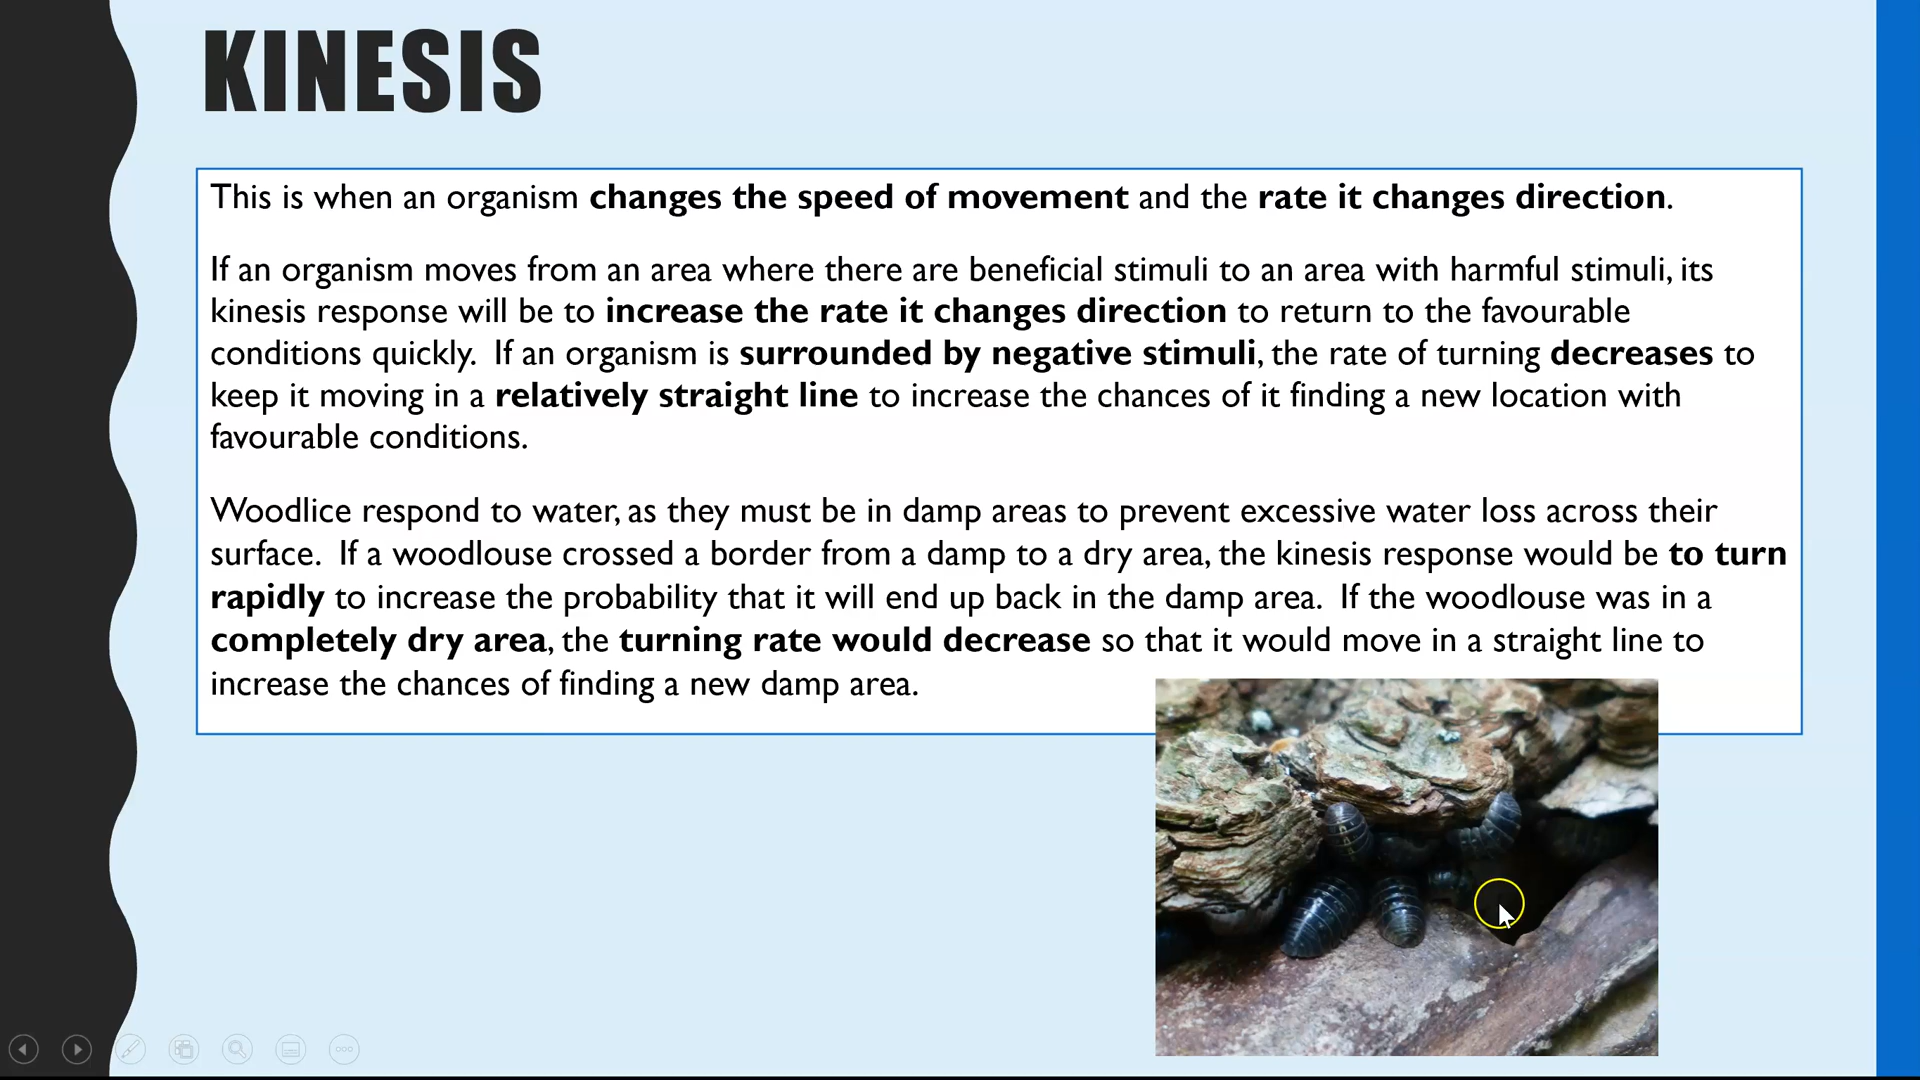 KINESIS
This is when an organism changes the speed of movement and the rate it changes direction.
If an organism moves from an area where there are beneficial stimuli to an area with harmful stimuli, its
kinesis response will be to increase the rate it changes direction to return to the favourable
conditions quickly.  If an organism is surrounded by negative stimuli, the rate of turning decreases to
keep it moving in a relatively straight line to increase the chances of it finding a new location with
favourable conditions.
Woodlice respond to water, as they must be in damp areas to prevent excessive water loss across their
surface.  If a woodlouse crossed a border from a damp to a dry area, the kinesis response would be to turn
rapidly to increase the probability that it will end up back in the damp area.  If the woodlouse was in a
completely dry area, the turning rate would decrease so that it would move in a straight line to
increase the chances of finding a new damp area.